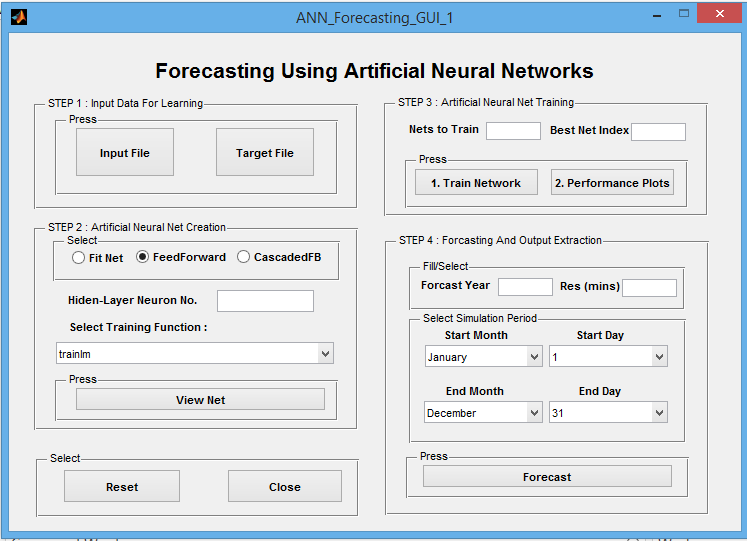 ANN_Forecasting_GUI_1
Forecasting Using Artificial Neural Networks
STEP 1 : Input Data For Learning
Press
Input File
Target File
STEP 2 : Artificial Neural Net Creation
Select
Fit Net FeedForward CascadedFB
Hiden-Layer Neuron No.
Select Training Function :
trainlm
Press
View Net
Select
Reset
Close
STEP 3 : Artificial Neural Net Training
Nets to Train Best Net Index
Press
1. Train Network
2. Performance Plots
STEP 4 : Forcasting And Output Extraction
Fill/Select
Forcast Year Res (mins)
Select Simulation Period
Start Month Start Day
January 1
End Month End Day
December 31
Press
Forecast